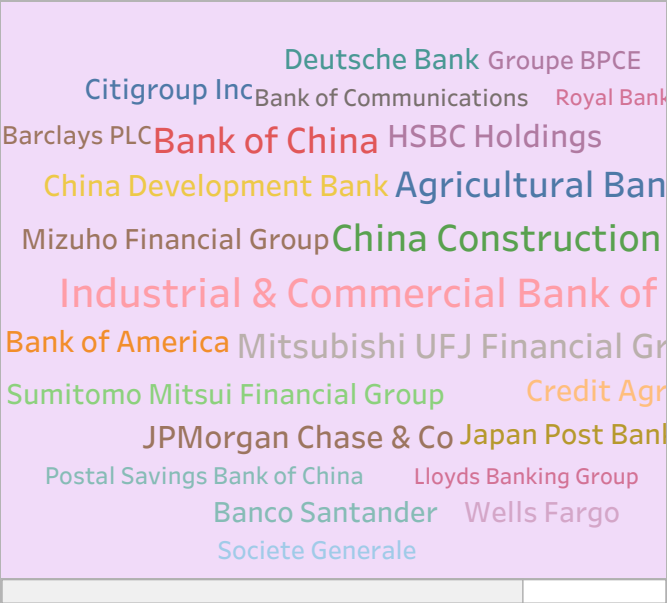 Deutsche Bank Groupe BPCE
Citigroup Inc Bank of Communications Royal Bank
Barclays PLC Bank of China HSBC Holdings
China Development Bank Agricultural Ban
Mizuho Financial Group China Construction
Industrial & Commercial Bank of
Bank of America Mitsubishi UFJ Financial Gr
Sumitomo Mitsui Financial Group Credit Agr
JPMorgan Chase & Co Japan Post Bank
Postal Savings Bank of China Lloyds Banking Group
Banco Santander Wells Fargo
Societe Generale